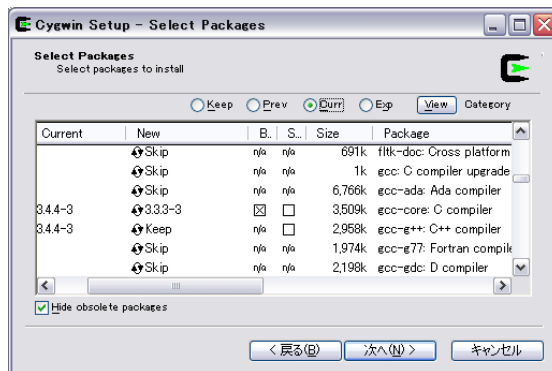 Cygwin Setup - Select Packages
Select Packages
Select packages to install
Keep Prev Curr Exp View Category
Current New B.. S... Size Package
Skip n/a n/a 691k fltk-doc: Cross platform
Skip n/a n/a 1k gcc: C compiler upgrade
Skip n/a n/a 6,766k gcc-ada: Ada compiler
3.4.4-3 3.3.3-3 3,509k gcc-core: C compiler
3.4.4-3 Keep n/a 2,958k gcc-g++: C++ compiler
Skip n/a n/a 1,974k gcc-g77: Fortran compile
Skip n/a n/a 2,198k gcc-gdc: D compiler
Hide obsolete packages
< 戻る(B) 次へ(N) > キャンセル